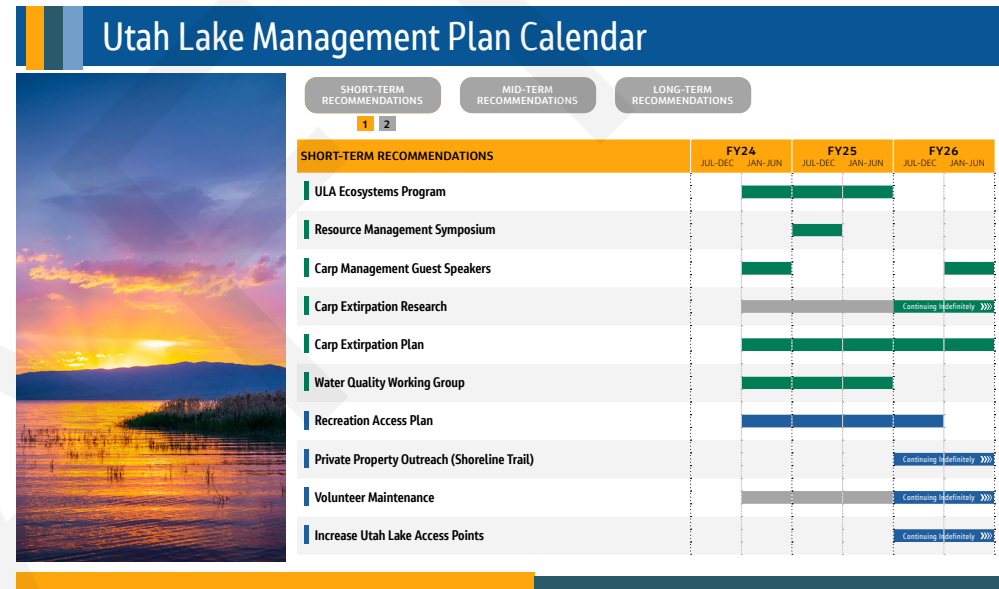 Utah Lake Management Plan Calendar
SHORT-TERM
RECOMMENDATIONS
MID-TERM
RECOMMENDATIONS
LONG-TERM
RECOMMENDATIONS
1 2
SHORT-TERM RECOMMENDATIONS
FY24
JUL-DEC JAN-JUN
FY25
JUL-DEC JAN-JUN
FY26
JUL-DEC JAN-JUN
ULA Ecosystems Program
Resource Management Symposium
Carp Management Guest Speakers
Carp Extirpation Research
Continuing Indefinitely
Carp Extirpation Plan
Water Quality Working Group
Recreation Access Plan
Private Property Outreach (Shoreline Trail)
Continuing Indefinitely
Volunteer Maintenance
Continuing Indefinitely
Increase Utah Lake Access Points
Continuing Indefinitely